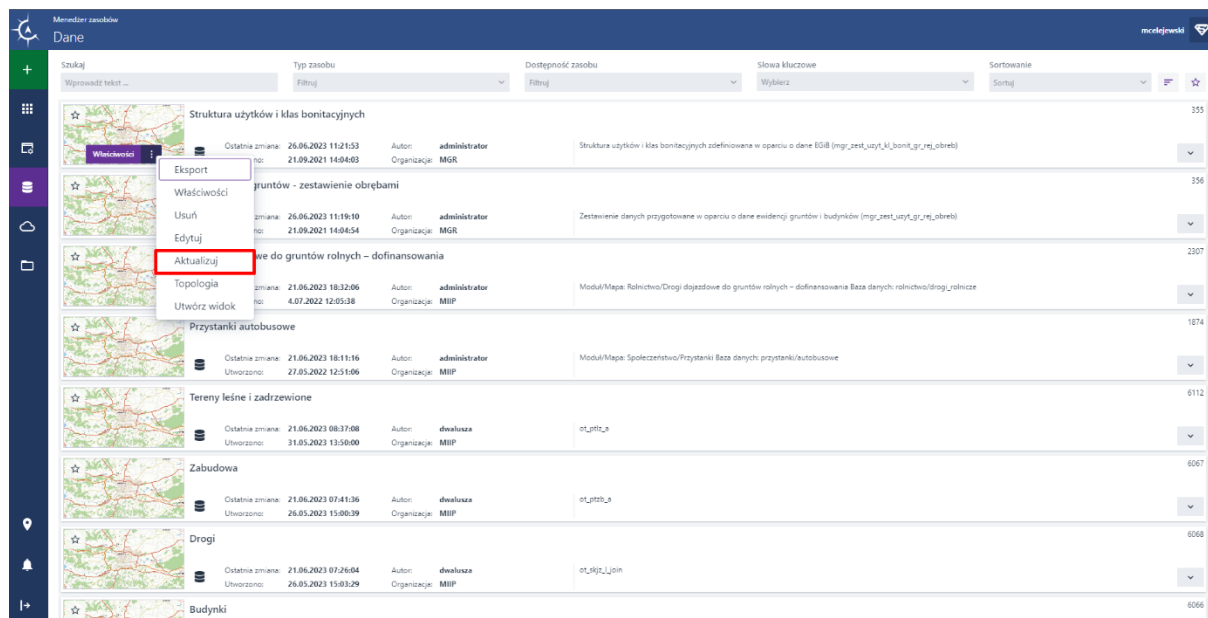 Menedżer zasobów
Dane
mcelejewski
Szukaj Typ zasobu Dostępność zasobu Słowa kluczowe Sortowanie
Wprowadź tekst ... Filtruj Filtruj Wybierz Sortuj
Struktura użytków i klas bonitacyjnych 355
Ostatnia zmiana: 26.06.2023 11:21:53 Autor: administrator Struktura użytków i klas bonitacyjnych zdefiniowana w oparciu o dane EGiB (mgr_zest_uzyt_kl_bonit_gr_rej_obreb)
Właściwości no: 21.09.2021 14:04:03 Organizacja: MGR
Eksport
Właściwości
Usuń
Edytuj
Aktualizuj
Topologia
Utwórz widok
gruntów - zestawienie obrębami 356
zmiana: 26.06.2023 11:19:10 Autor: administrator Zestawienie danych przygotowane w oparciu o dane ewidencji gruntów i budynków (mgr_zest_uzyt_gr_rej_obreb)
no: 21.09.2021 14:04:54 Organizacja: MGR
we do gruntów rolnych – dofinansowania 2307
zmiana: 21.06.2023 18:32:06 Autor: administrator Moduł/Mapa: Rolnictwo/Drogi dojazdowe do gruntów rolnych – dofinansowania Baza danych: rolnictwo/drogi_rolnicze
no: 4.07.2022 12:05:38 Organizacja: MIIP
Przystanki autobusowe 1874
Ostatnia zmiana: 21.06.2023 18:11:16 Autor: administrator Moduł/Mapa: Społeczeństwo/Przystanki Baza danych: przystanki/autobusowe
Utworzono: 27.05.2022 12:51:06 Organizacja: MIIP
Tereny leśne i zadrzewione 6112
Ostatnia zmiana: 21.06.2023 08:37:08 Autor: dwalusza ot_ptlz_a
Utworzono: 31.05.2023 13:50:00 Organizacja: MIIP
Zabudowa 6067
Ostatnia zmiana: 21.06.2023 07:41:36 Autor: dwalusza ot_ptzb_a
Utworzono: 26.05.2023 15:00:39 Organizacja: MIIP
Drogi 6068
Ostatnia zmiana: 21.06.2023 07:26:04 Autor: dwalusza ot_skjz_l_join
Utworzono: 26.05.2023 15:03:29 Organizacja: MIIP
Budynki 6066